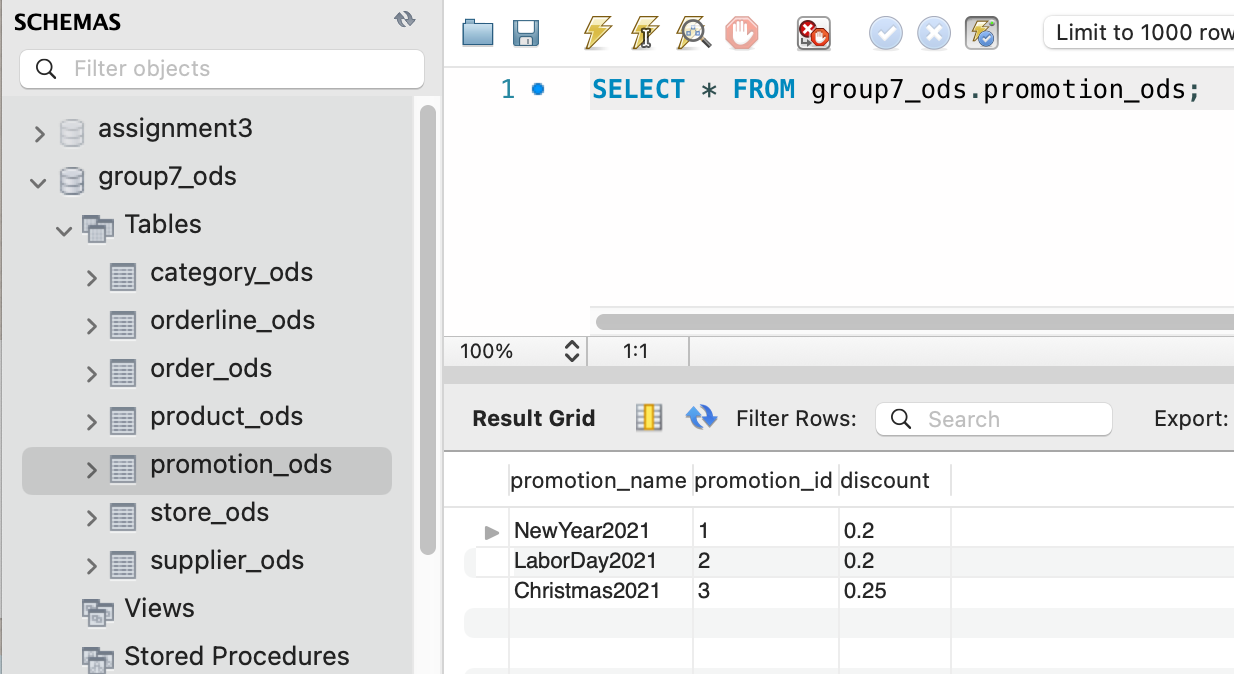 SCHEMAS
Filter objects
assignment3
group7_ods
Tables
category_ods
orderline_ods
order_ods
product_ods
promotion_ods
store_ods
supplier_ods
Views
Stored Procedures
Limit to 1000 row
1 SELECT * FROM group7_ods.promotion_ods;
100% 1:1
Result Grid Filter Rows: Search Export:
promotion_name promotion_id discount
NewYear2021 1 0.2
LaborDay2021 2 0.2
Christmas2021 3 0.25